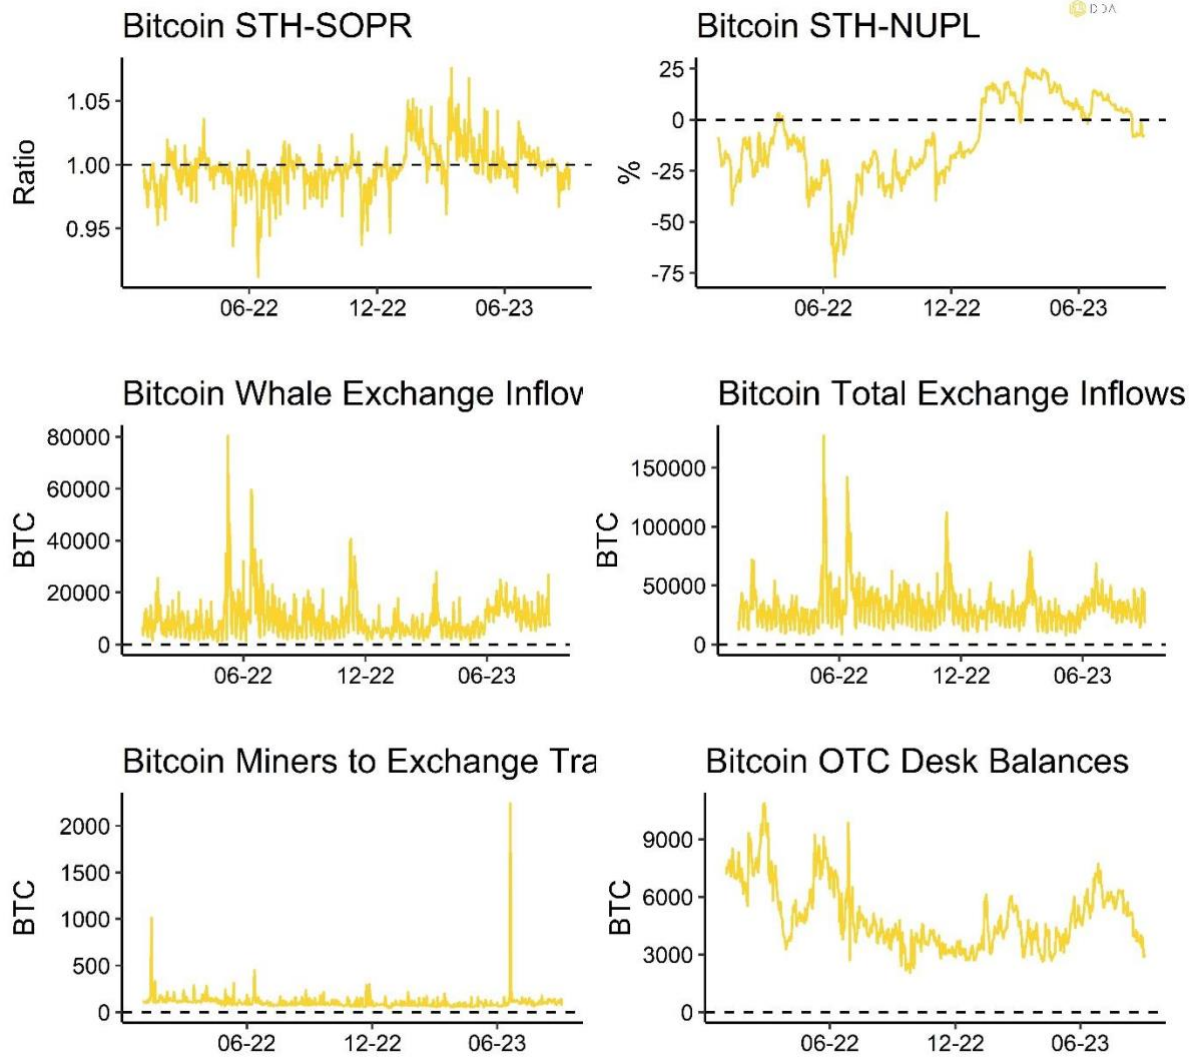 Bitcoin STH-SOPR
Ratio
1.05
1.00
0.95
06-22 12-22 06-23
Bitcoin STH-NUPL
%
25
0
-25
-50
-75
06-22 12-22 06-23
Bitcoin Whale Exchange Inflow
BTC
80000
60000
40000
20000
0
06-22 12-22 06-23
Bitcoin Total Exchange Inflows
BTC
150000
100000
50000
0
06-22 12-22 06-23
Bitcoin Miners to Exchange Tra
BTC
2000
1500
1000
500
0
06-22 12-22 06-23
Bitcoin OTC Desk Balances
BTC
9000
6000
3000
0
06-22 12-22 06-23